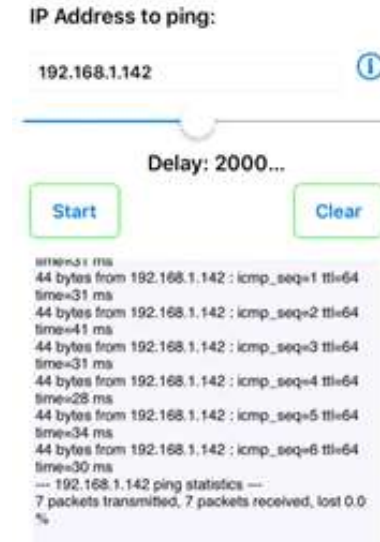 IP Address to ping:
192.168.1.142
Delay: 2000...
Start
Clear
time=31 ms
44 bytes from 192.168.1.142 : icmp_seq=1 ttl=64
time=31 ms
44 bytes from 192.168.1.142 : icmp_seq=2 ttl=64
time=41 ms
44 bytes from 192.168.1.142 : icmp_seq=3 ttl=64
time=31 ms
44 bytes from 192.168.1.142 : icmp_seq=4 ttl=64
time=28 ms
44 bytes from 192.168.1.142 : icmp_seq=5 ttl=64
time=34 ms
44 bytes from 192.168.1.142 : icmp_seq=6 ttl=64
time=30 ms
--- 192.168.1.142 ping statistics ---
7 packets transmitted, 7 packets received, lost 0.0
%